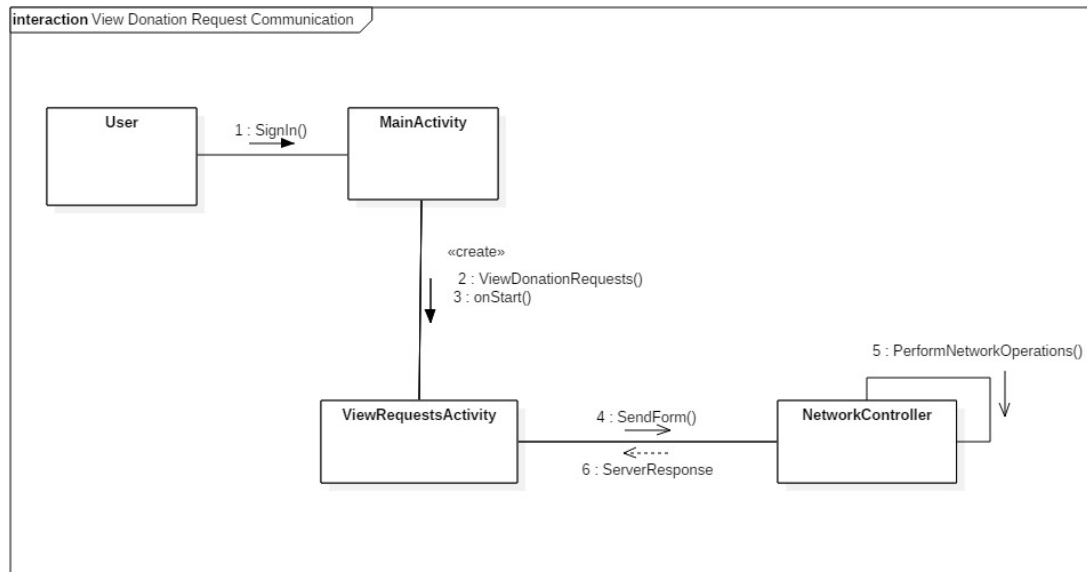 interaction View Donation Request Communication
User
1 : SignIn()
MainActivity
«create»
2 : ViewDonationRequests()
3 : onStart()
5 : PerformNetworkOperations()
ViewRequestsActivity
4 : SendForm()
NetworkController
6 : ServerResponse